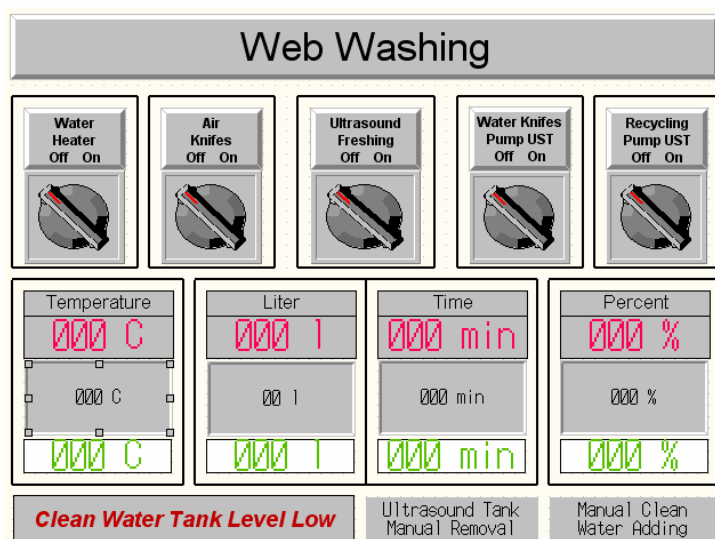 Web Washing
Water
Heater
Off On
Air
Knifes
Off On
Ultrasound
Freshing
Off On
Water Knifes
Pump UST
Off On
Recycling
Pump UST
Off On
Temperature
000 C
000 C
000 C
Liter
000 l
00 l
000 l
Time
000 min
000 min
000 min
Percent
000 %
000 %
000 %
Clean Water Tank Level Low
Ultrasound Tank
Manual Removal
Manual Clean
Water Adding